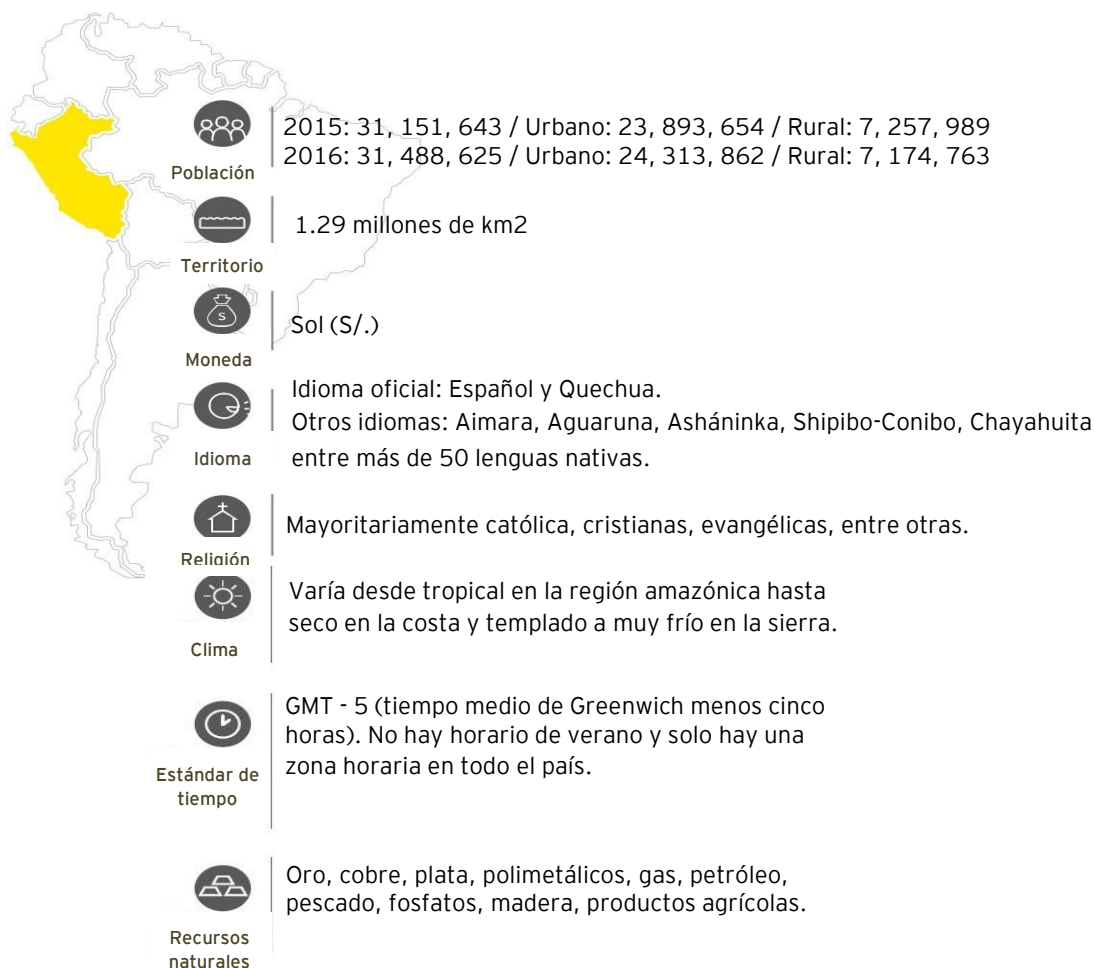 2015: 31, 151, 643 / Urbano: 23, 893, 654 / Rural: 7, 257, 989
2016: 31, 488, 625 / Urbano: 24, 313, 862 / Rural: 7, 174, 763
Población
1.29 millones de km2
Territorio
S
Sol (S/.)
Moneda
Idioma oficial: Español y Quechua.
Otros idiomas: Aimara, Aguaruna, Asháninka, Shipibo-Conibo, Chayahuita
entre más de 50 lenguas nativas.
Idioma
Mayoritariamente católica, cristianas, evangélicas, entre otras.
Religión
Varía desde tropical en la región amazónica hasta
seco en la costa y templado a muy frío en la sierra.
Clima
GMT - 5 (tiempo medio de Greenwich menos cinco
horas). No hay horario de verano y solo hay una
zona horaria en todo el país.
Estándar de
tiempo
Oro, cobre, plata, polimetálicos, gas, petróleo,
pescado, fosfatos, madera, productos agrícolas.
Recursos
naturales